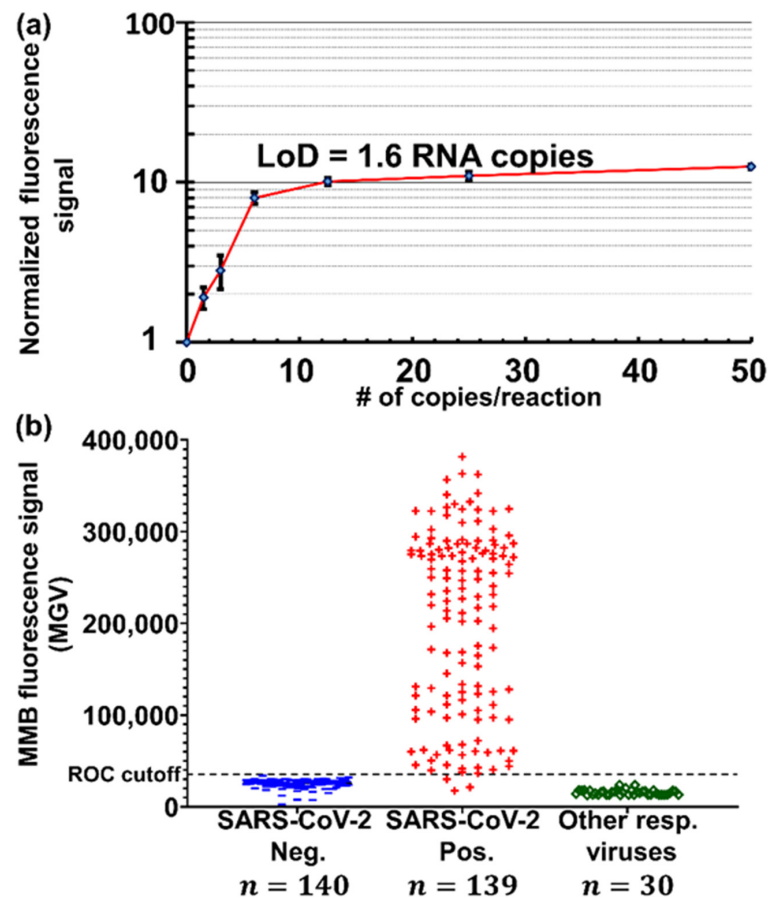 (a)
Normalized fluorescence
signal
100
10
1
LoD = 1.6 RNA copies
0 10 20 30 40 50
# of copies/reaction
(b)
MMB fluorescence signal
(MGV)
400,000
300,000
200,000
100,000
ROC cutoff
0
SARS-CoV-2 SARS-CoV-2 Other resp.
Neg. Pos. viruses
n = 140 n = 139 n = 30